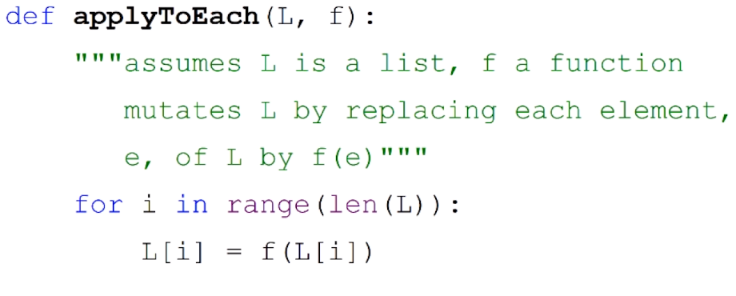 def applyToEach(L, f):
    """assumes L is a list, f a function
       mutates L by replacing each element,
       e, of L by f(e)"""
    for i in range(len(L)):
        L[i] = f(L[i])